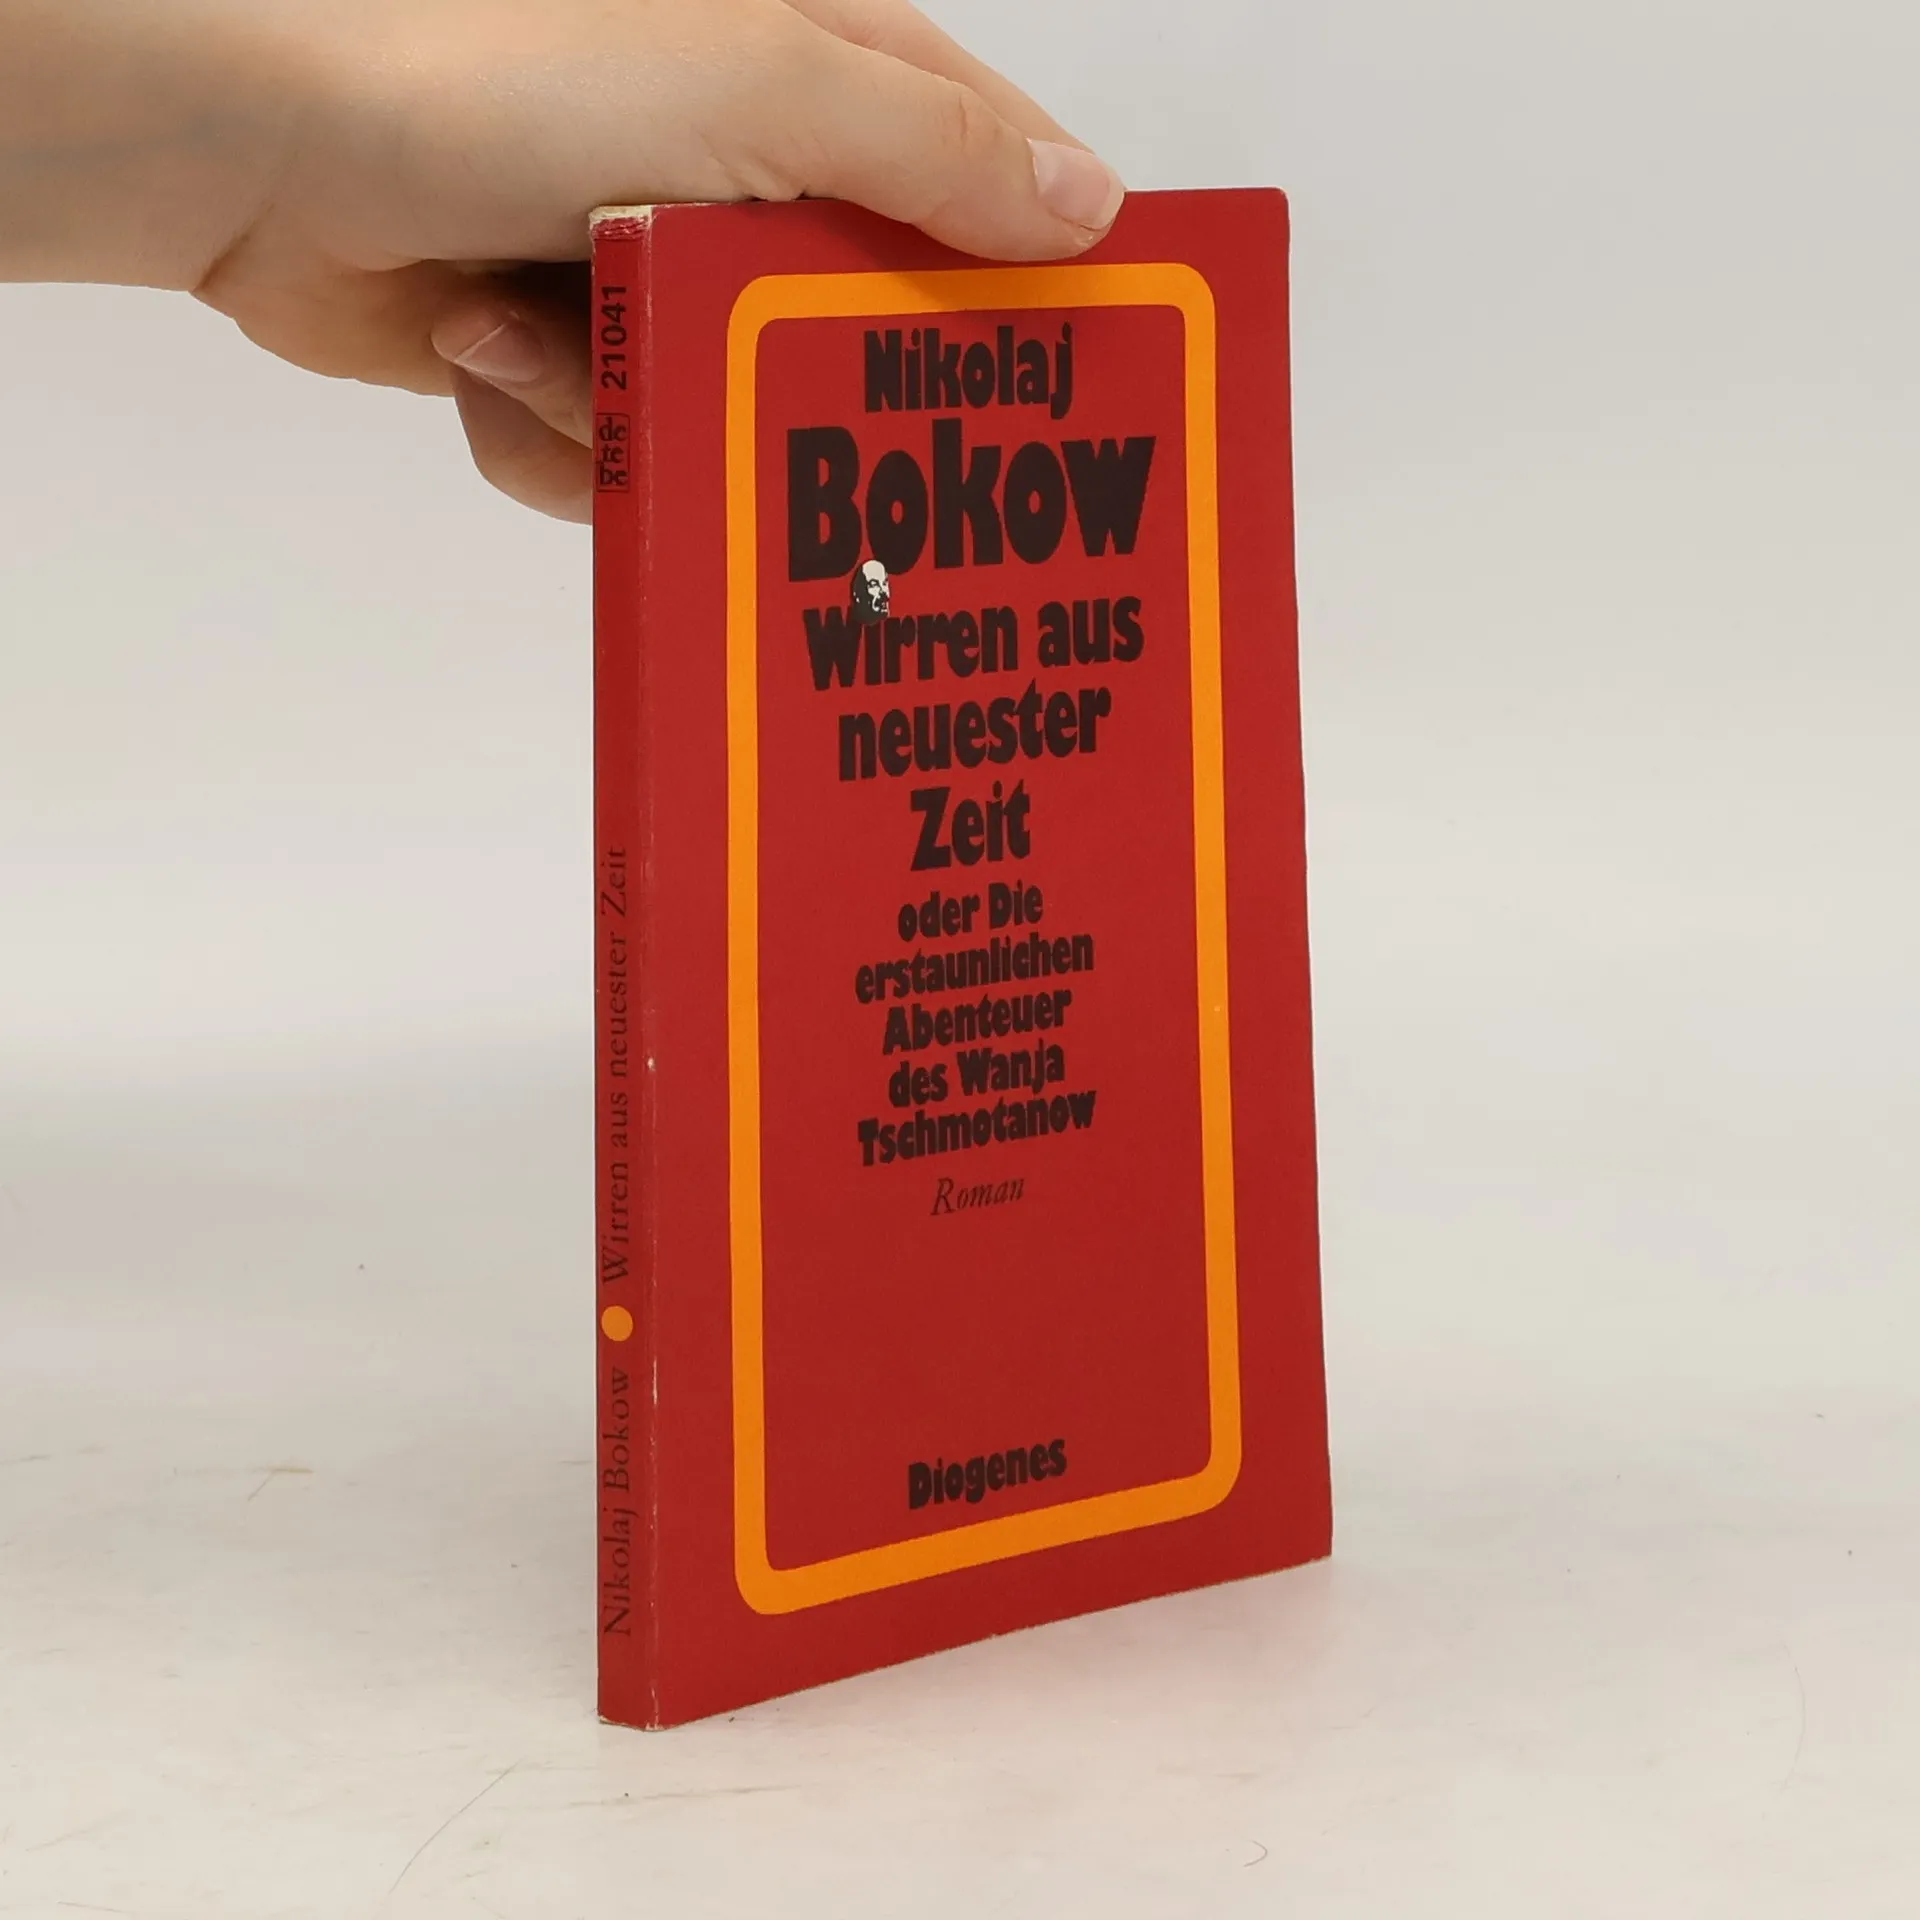 Nikolaj
Bokow
Wirren aus
neuester
Zeit
oder Die
erstaunlichen
Abenteuer
des Wanja
Tschmotanow
Roman
Diogenes
Nikolaj Bokow Wirren aus neuester Zeit
21041